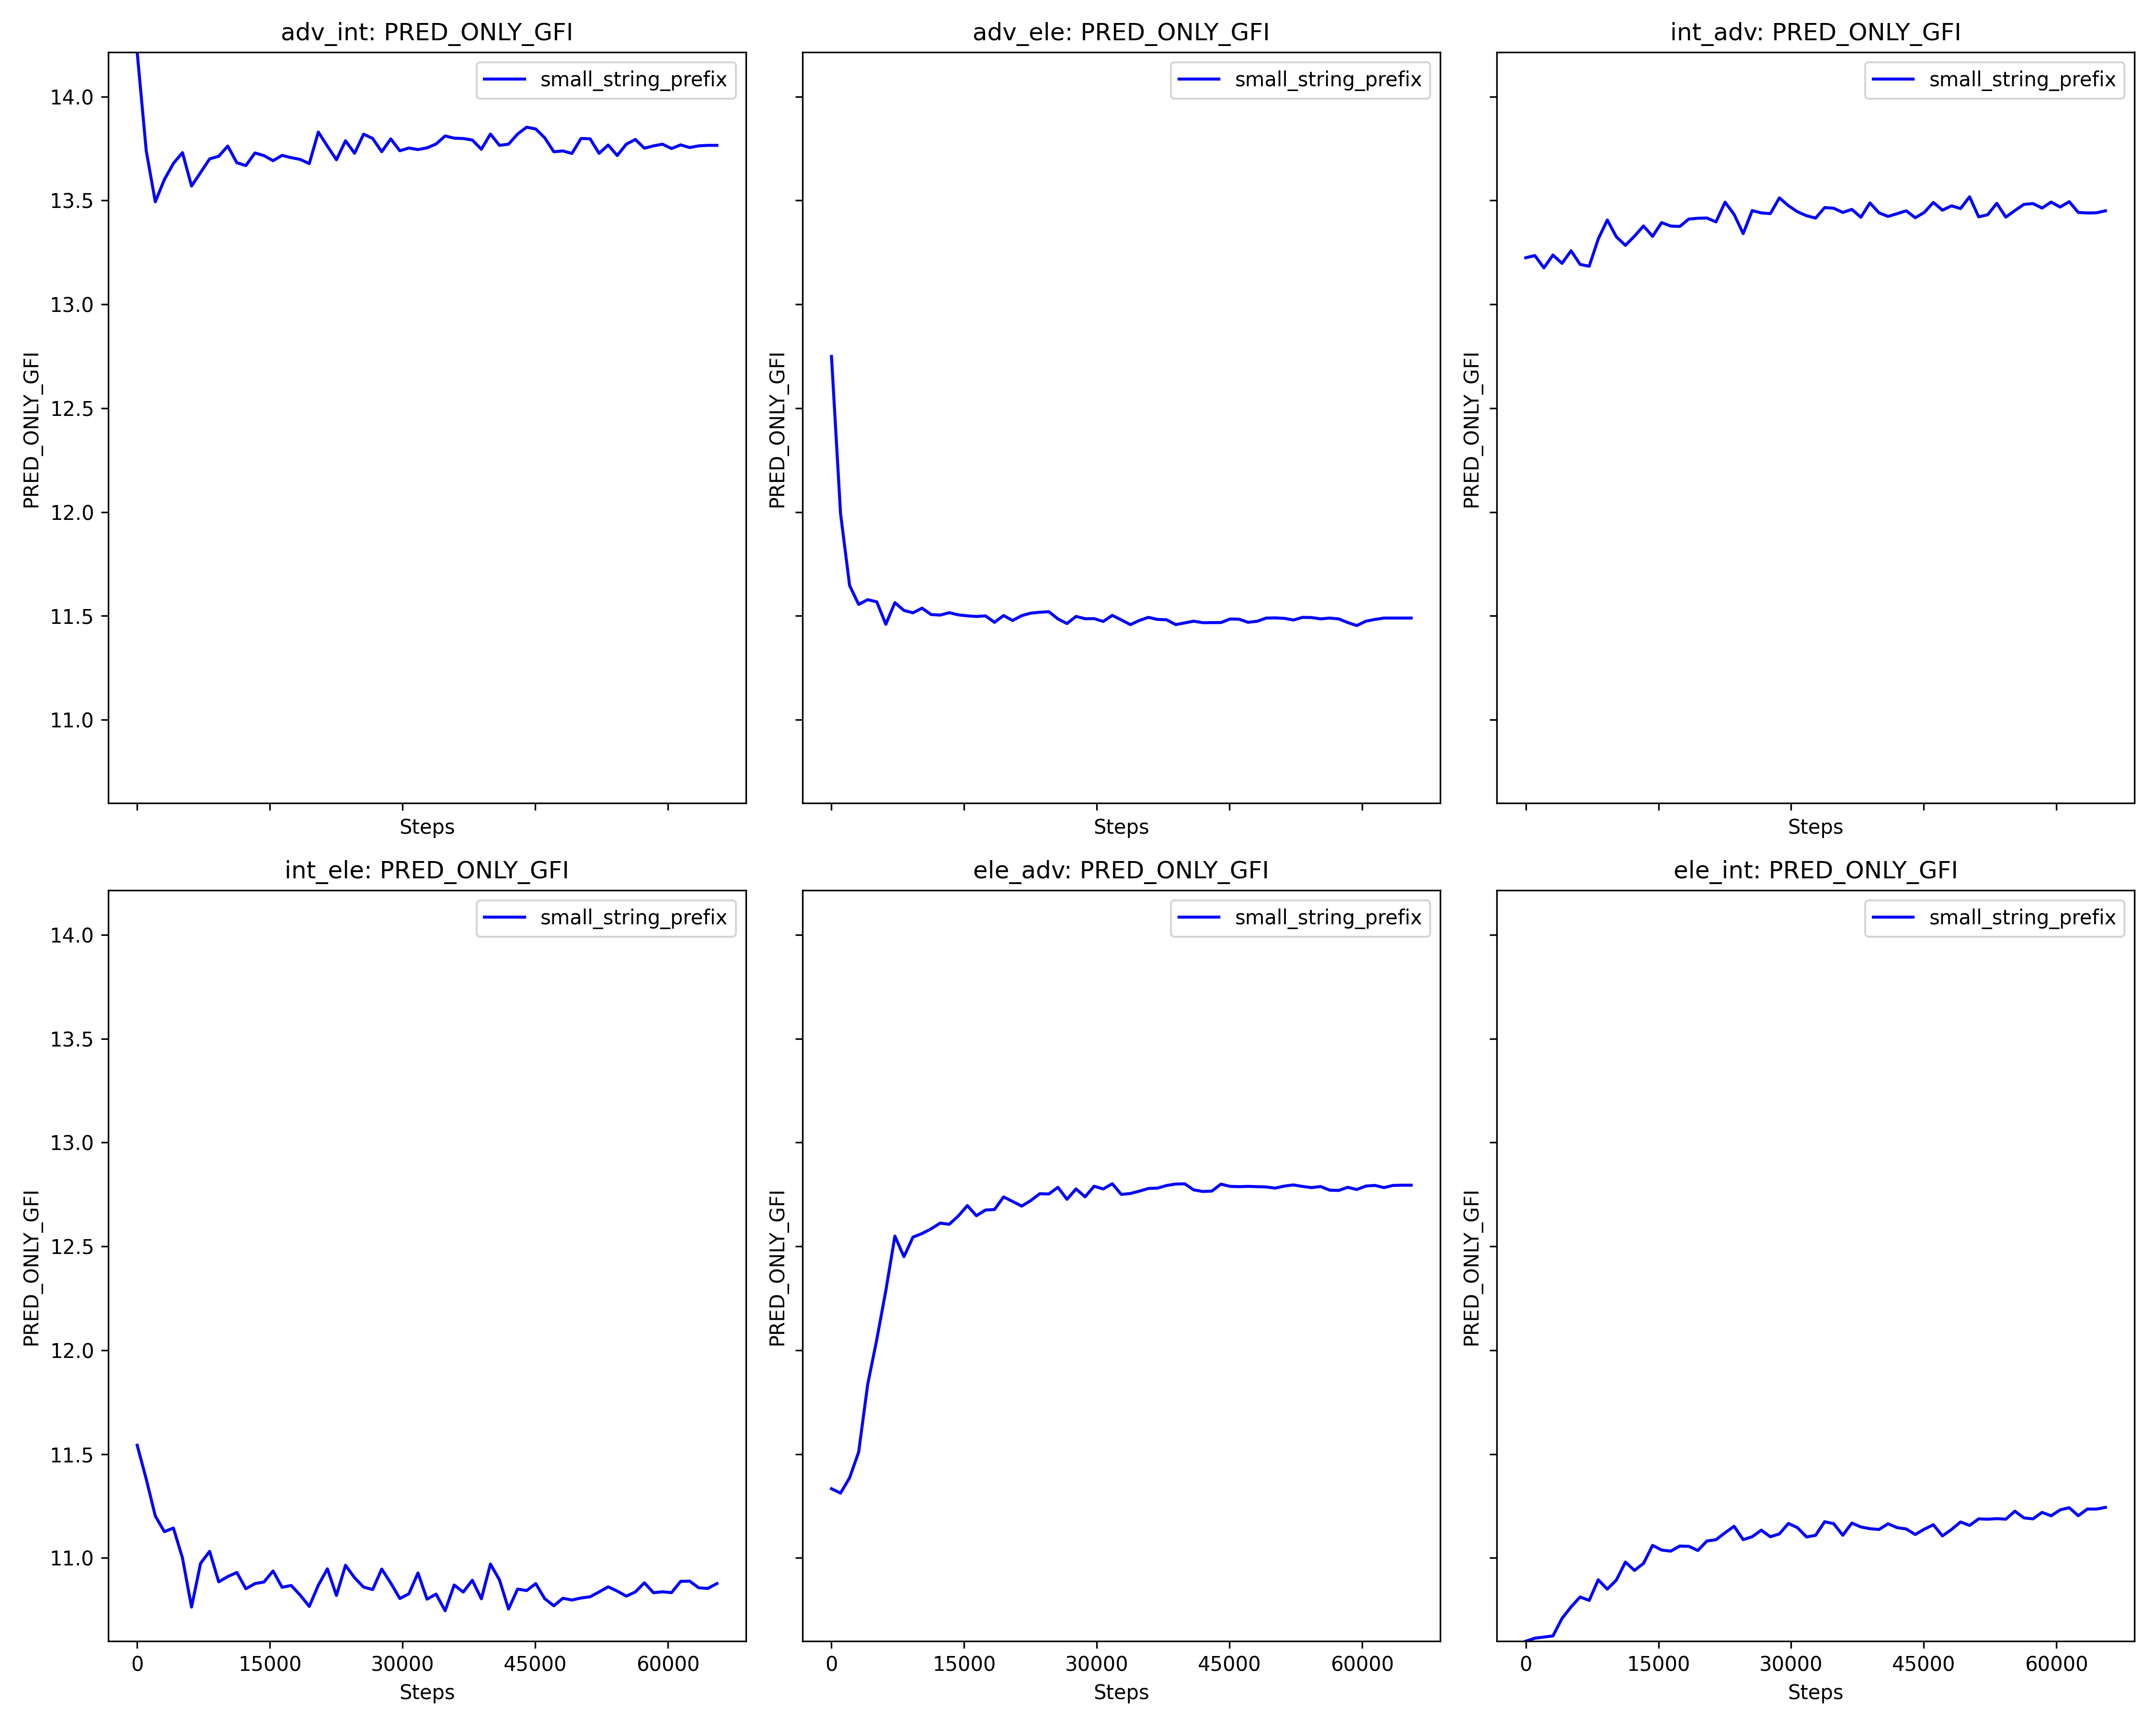 adv_int: PRED_ONLY_GFI
adv_ele: PRED_ONLY_GFI
int_adv: PRED_ONLY_GFI
small_string_prefix
small_string_prefix
small_string_prefix
14.0
13.5
13.0
12.5
12.0
11.5
11.0
PRED_ONLY_GFI
PRED_ONLY_GFI
PRED_ONLY_GFI
Steps
Steps
Steps
int_ele: PRED_ONLY_GFI
ele_adv: PRED_ONLY_GFI
ele_int: PRED_ONLY_GFI
small_string_prefix
small_string_prefix
small_string_prefix
14.0
13.5
13.0
12.5
12.0
11.5
11.0
PRED_ONLY_GFI
PRED_ONLY_GFI
PRED_ONLY_GFI
0 15000 30000 45000 60000
0 15000 30000 45000 60000
0 15000 30000 45000 60000
Steps
Steps
Steps